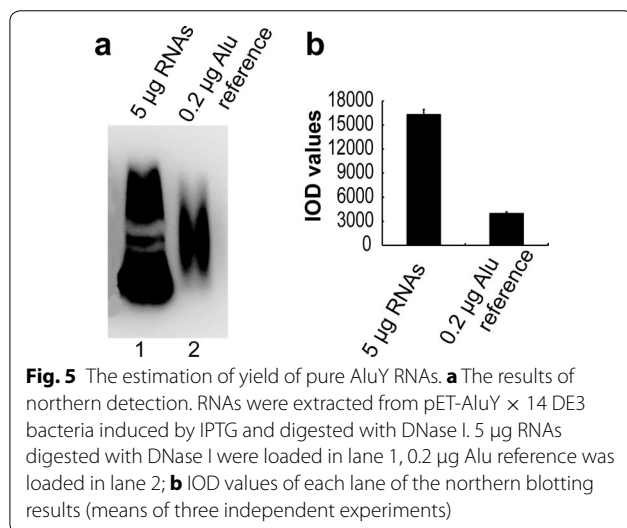 a
5 µg RNAs
0.2 µg Alu
reference
1
2
b
IOD values
18000
15000
12000
9000
6000
3000
0
5 µg RNAs
0.2 µg Alu
reference
Fig. 5 The estimation of yield of pure AluY RNAs. a The results of
northern detection. RNAs were extracted from pET-AluY × 14 DE3
bacteria induced by IPTG and digested with DNase I. 5 µg RNAs
digested with DNase I were loaded in lane 1, 0.2 µg Alu reference was
loaded in lane 2; b IOD values of each lane of the northern blotting
results (means of three independent experiments)